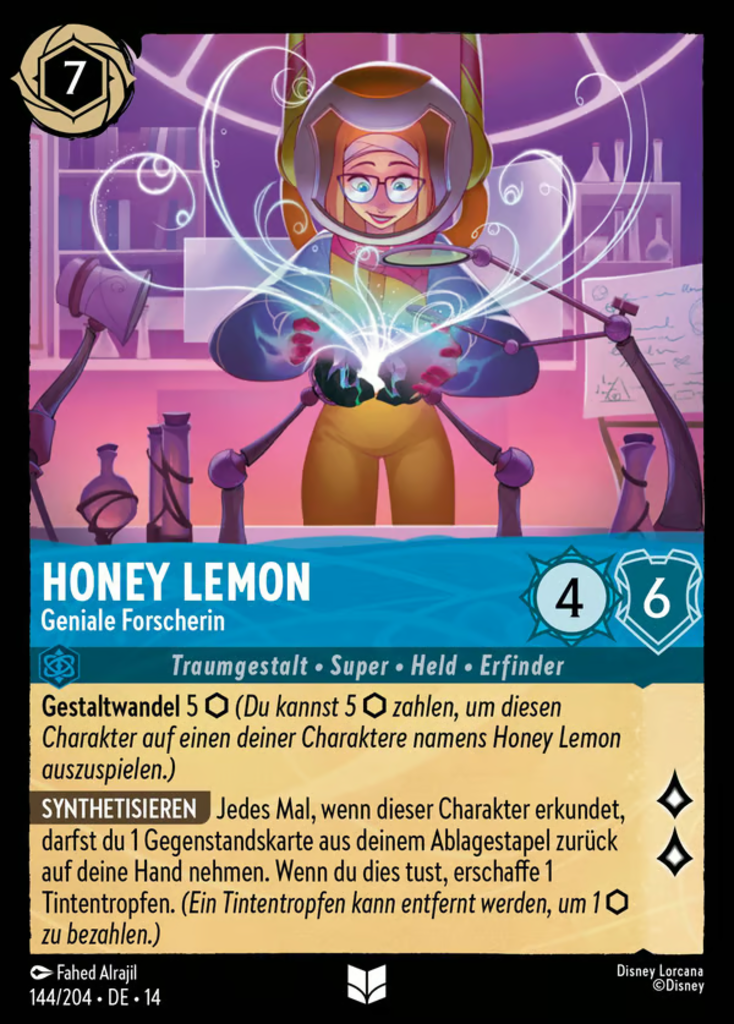 7
HONEY LEMON
Geniale Forscherin
4
6
Traumgestalt • Super • Held • Erfinder
Gestaltwandel 5 ⬡ (Du kannst 5 ⬡ zahlen, um diesen
Charakter auf einen deiner Charaktere namens Honey Lemon
auszuspielen.)
SYNTHETISIEREN Jedes Mal, wenn dieser Charakter erkundet,
darfst du 1 Gegenstandskarte aus deinem Ablagestapel zurück
auf deine Hand nehmen. Wenn du dies tust, erschaffe 1
Tintentropfen. (Ein Tintentropfen kann entfernt werden, um 1 ⬡
zu bezahlen.)
Fahed Alrajil
144/204 • DE • 14
Disney Lorcana
©Disney